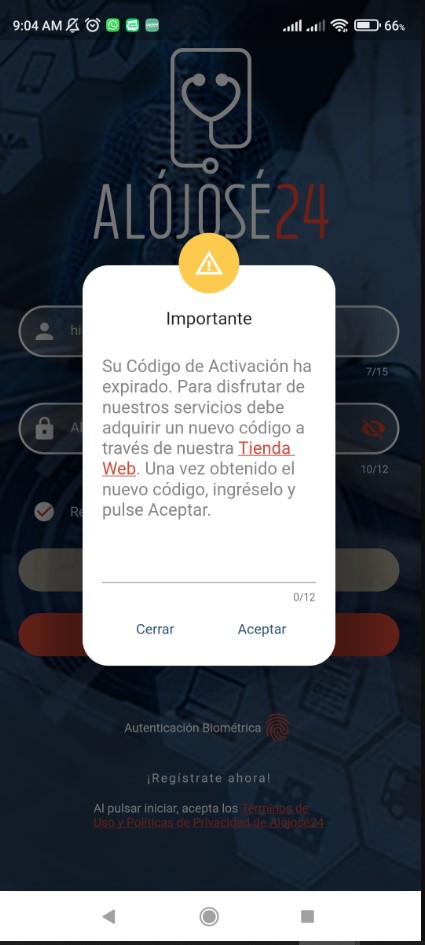 9:04 AM
66%
ALÓJOSÉ24
Importante
Su Código de Activación ha
expirado. Para disfrutar de
nuestros servicios debe
adquirir un nuevo código a
través de nuestra Tienda
Web. Una vez obtenido el
nuevo código, ingréselo y
pulse Aceptar.
0/12
Cerrar
Aceptar
hi
7/15
Al
10/12
Re
Autenticación Biométrica
¡Regístrate ahora!
Al pulsar iniciar, acepta los Términos de
Uso y Políticas de Privacidad de Alójosé24